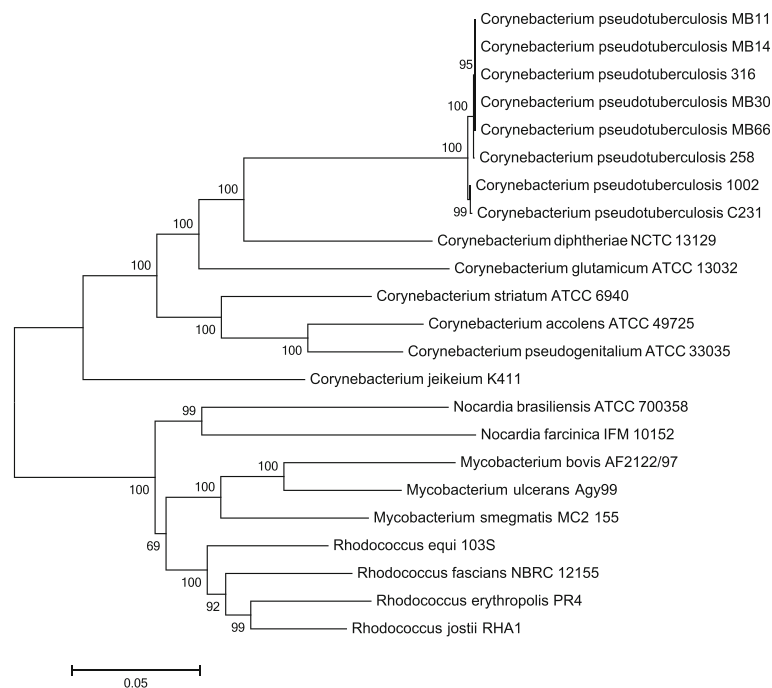 Corynebacterium pseudotuberculosis MB11
Corynebacterium pseudotuberculosis MB14
95
Corynebacterium pseudotuberculosis 316
100
Corynebacterium pseudotuberculosis MB30
Corynebacterium pseudotuberculosis MB66
100
Corynebacterium pseudotuberculosis 258
100
Corynebacterium pseudotuberculosis 1002
99
Corynebacterium pseudotuberculosis C231
100
Corynebacterium diphtheriae NCTC 13129
100
Corynebacterium glutamicum ATCC 13032
Corynebacterium striatum ATCC 6940
100
Corynebacterium accolens ATCC 49725
100
Corynebacterium pseudogenitalium ATCC 33035
Corynebacterium jeikeium K411
99
Nocardia brasiliensis ATCC 700358
Nocardia farcinica IFM 10152
100
100
Mycobacterium bovis AF2122/97
100
Mycobacterium ulcerans Agy99
Mycobacterium smegmatis MC2 155
69
Rhodococcus equi 103S
100
Rhodococcus fascians NBRC 12155
92
Rhodococcus erythropolis PR4
99
Rhodococcus jostii RHA1
0.05